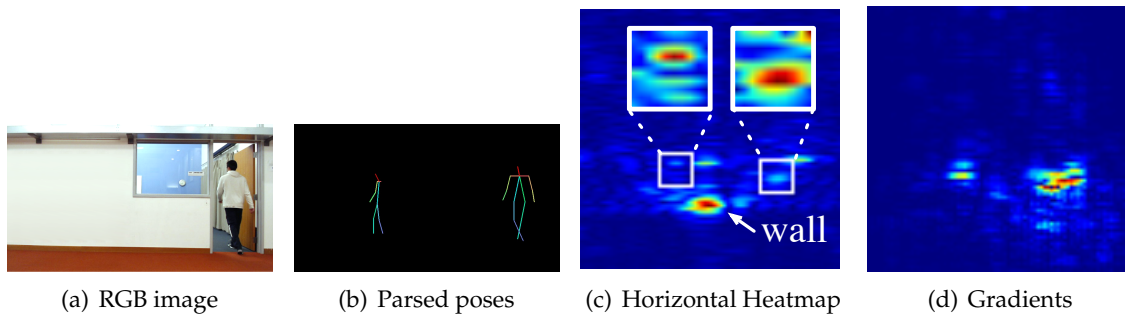 wall
(a) RGB image
(b) Parsed poses
(c) Horizontal Heatmap
(d) Gradients